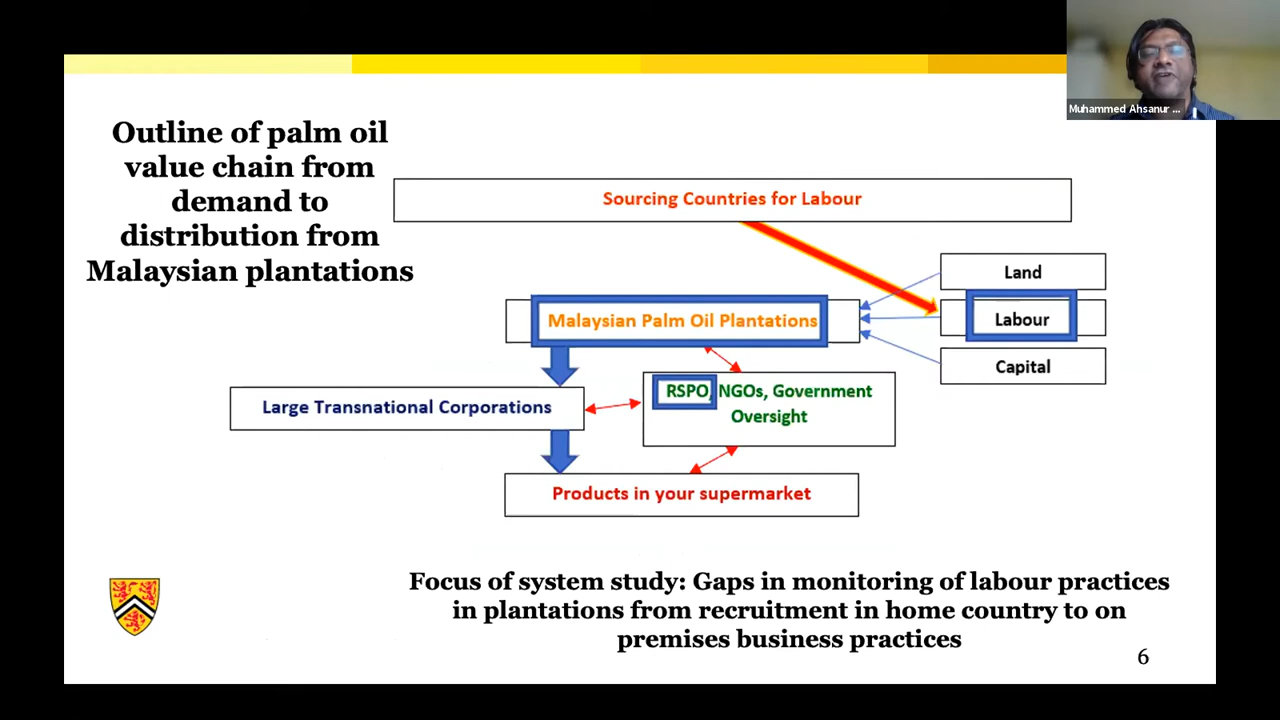 Muhammed Ahsanur ...
Outline of palm oil
value chain from
demand to
distribution from
Malaysian plantations
Sourcing Countries for Labour
Land
Malaysian Palm Oil Plantations
Labour
Capital
RSPO, NGOs, Government
Oversight
Large Transnational Corporations
Products in your supermarket
Focus of system study: Gaps in monitoring of labour practices
in plantations from recruitment in home country to on
premises business practices
6